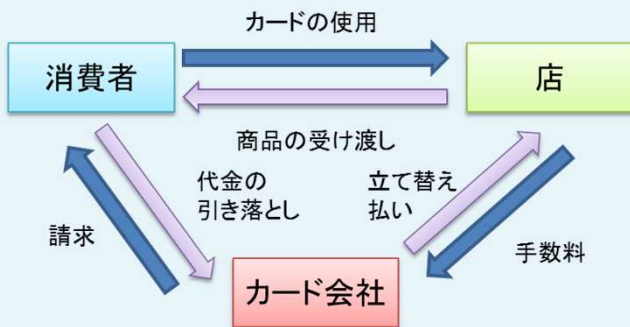 カードの使用
消費者
店
商品の受け渡し
代金の
引き落とし
立て替え
払い
請求
手数料
カード会社